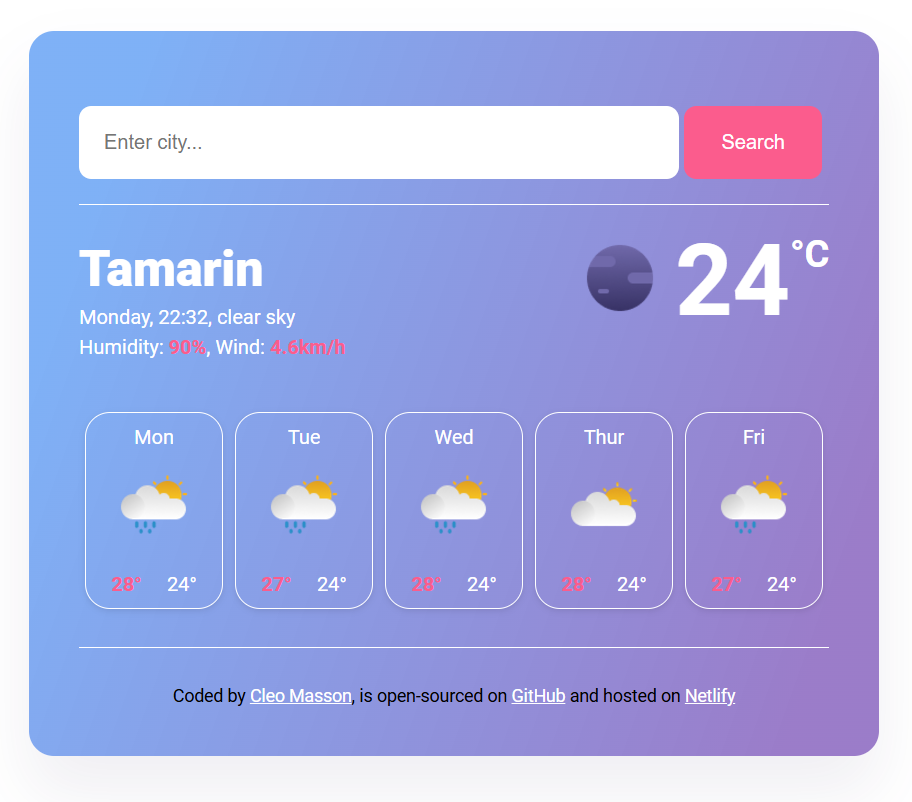 Enter city...
Search
Tamarin
24°C
Monday, 22:32, clear sky
Humidity: 90%, Wind: 4.6km/h
Mon Tue Wed Thur Fri
28° 24° 27° 24° 28° 24° 28° 24° 27° 24°
Coded by Cleo Masson, is open-sourced on GitHub and hosted on Netlify